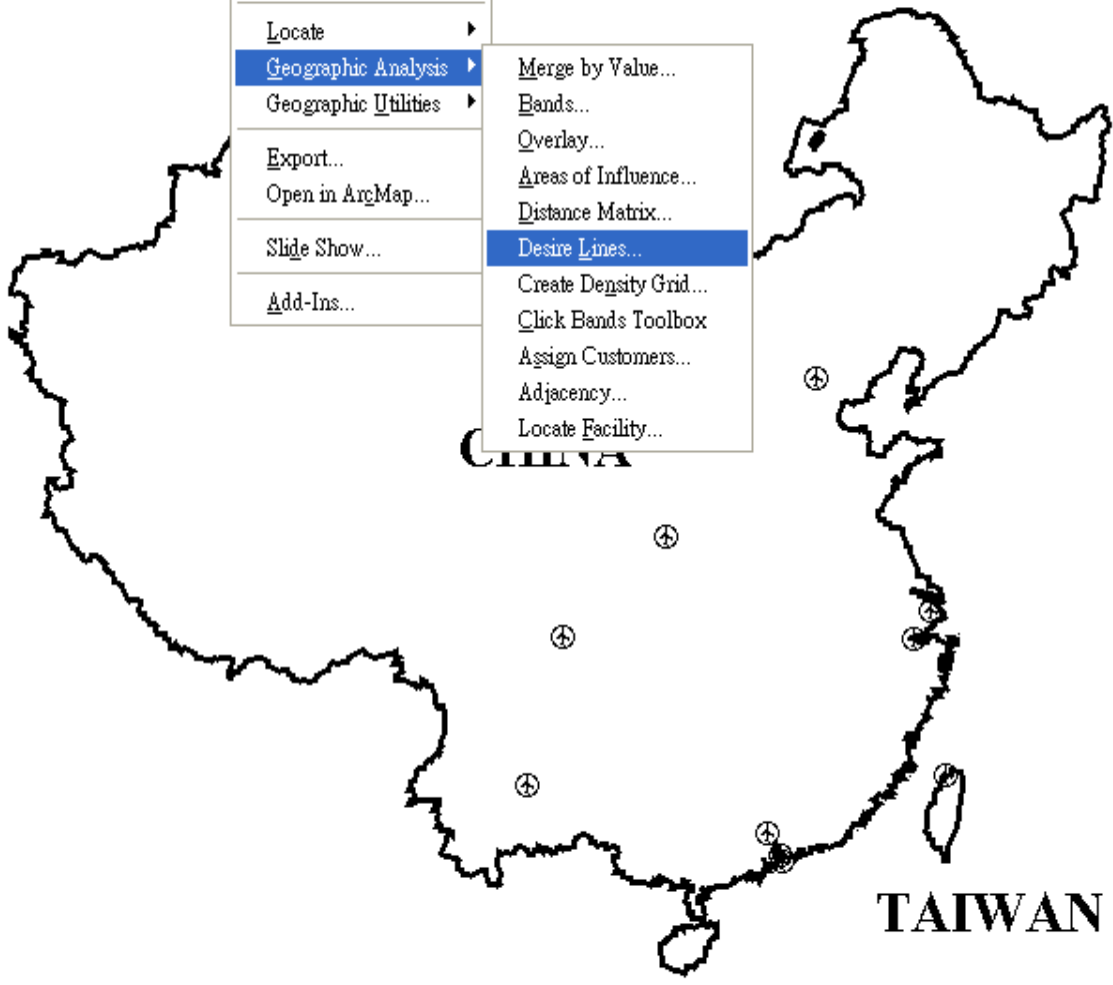 Locate
Geographic Analysis
Geographic Utilities
Export...
Open in ArcMap...
Slide Show...
Add-Ins...
Merge by Value...
Bands...
Overlay...
Areas of Influence...
Distance Matrix...
Desire Lines...
Create Density Grid...
Click Bands Toolbox
Assign Customers...
Adjacency...
Locate Facility...
CHINA
TAIWAN